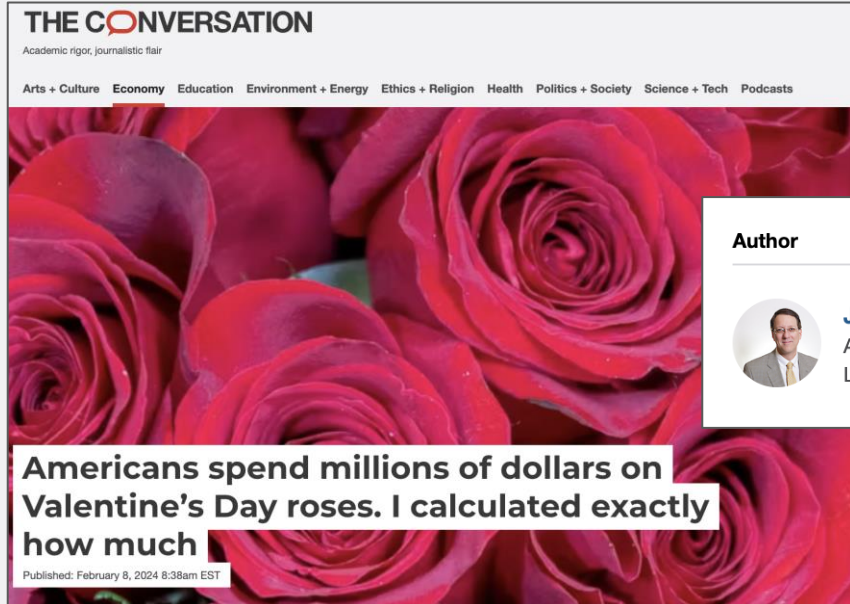 THE CONVERSATION
Academic rigor, journalistic flair
Arts + Culture Economy Education Environment + Energy Ethics + Religion Health Politics + Society Science + Tech Podcasts
Author
J
A
L
Americans spend millions of dollars on
Valentine’s Day roses. I calculated exactly
how much
Published: February 8, 2024 8:38am EST